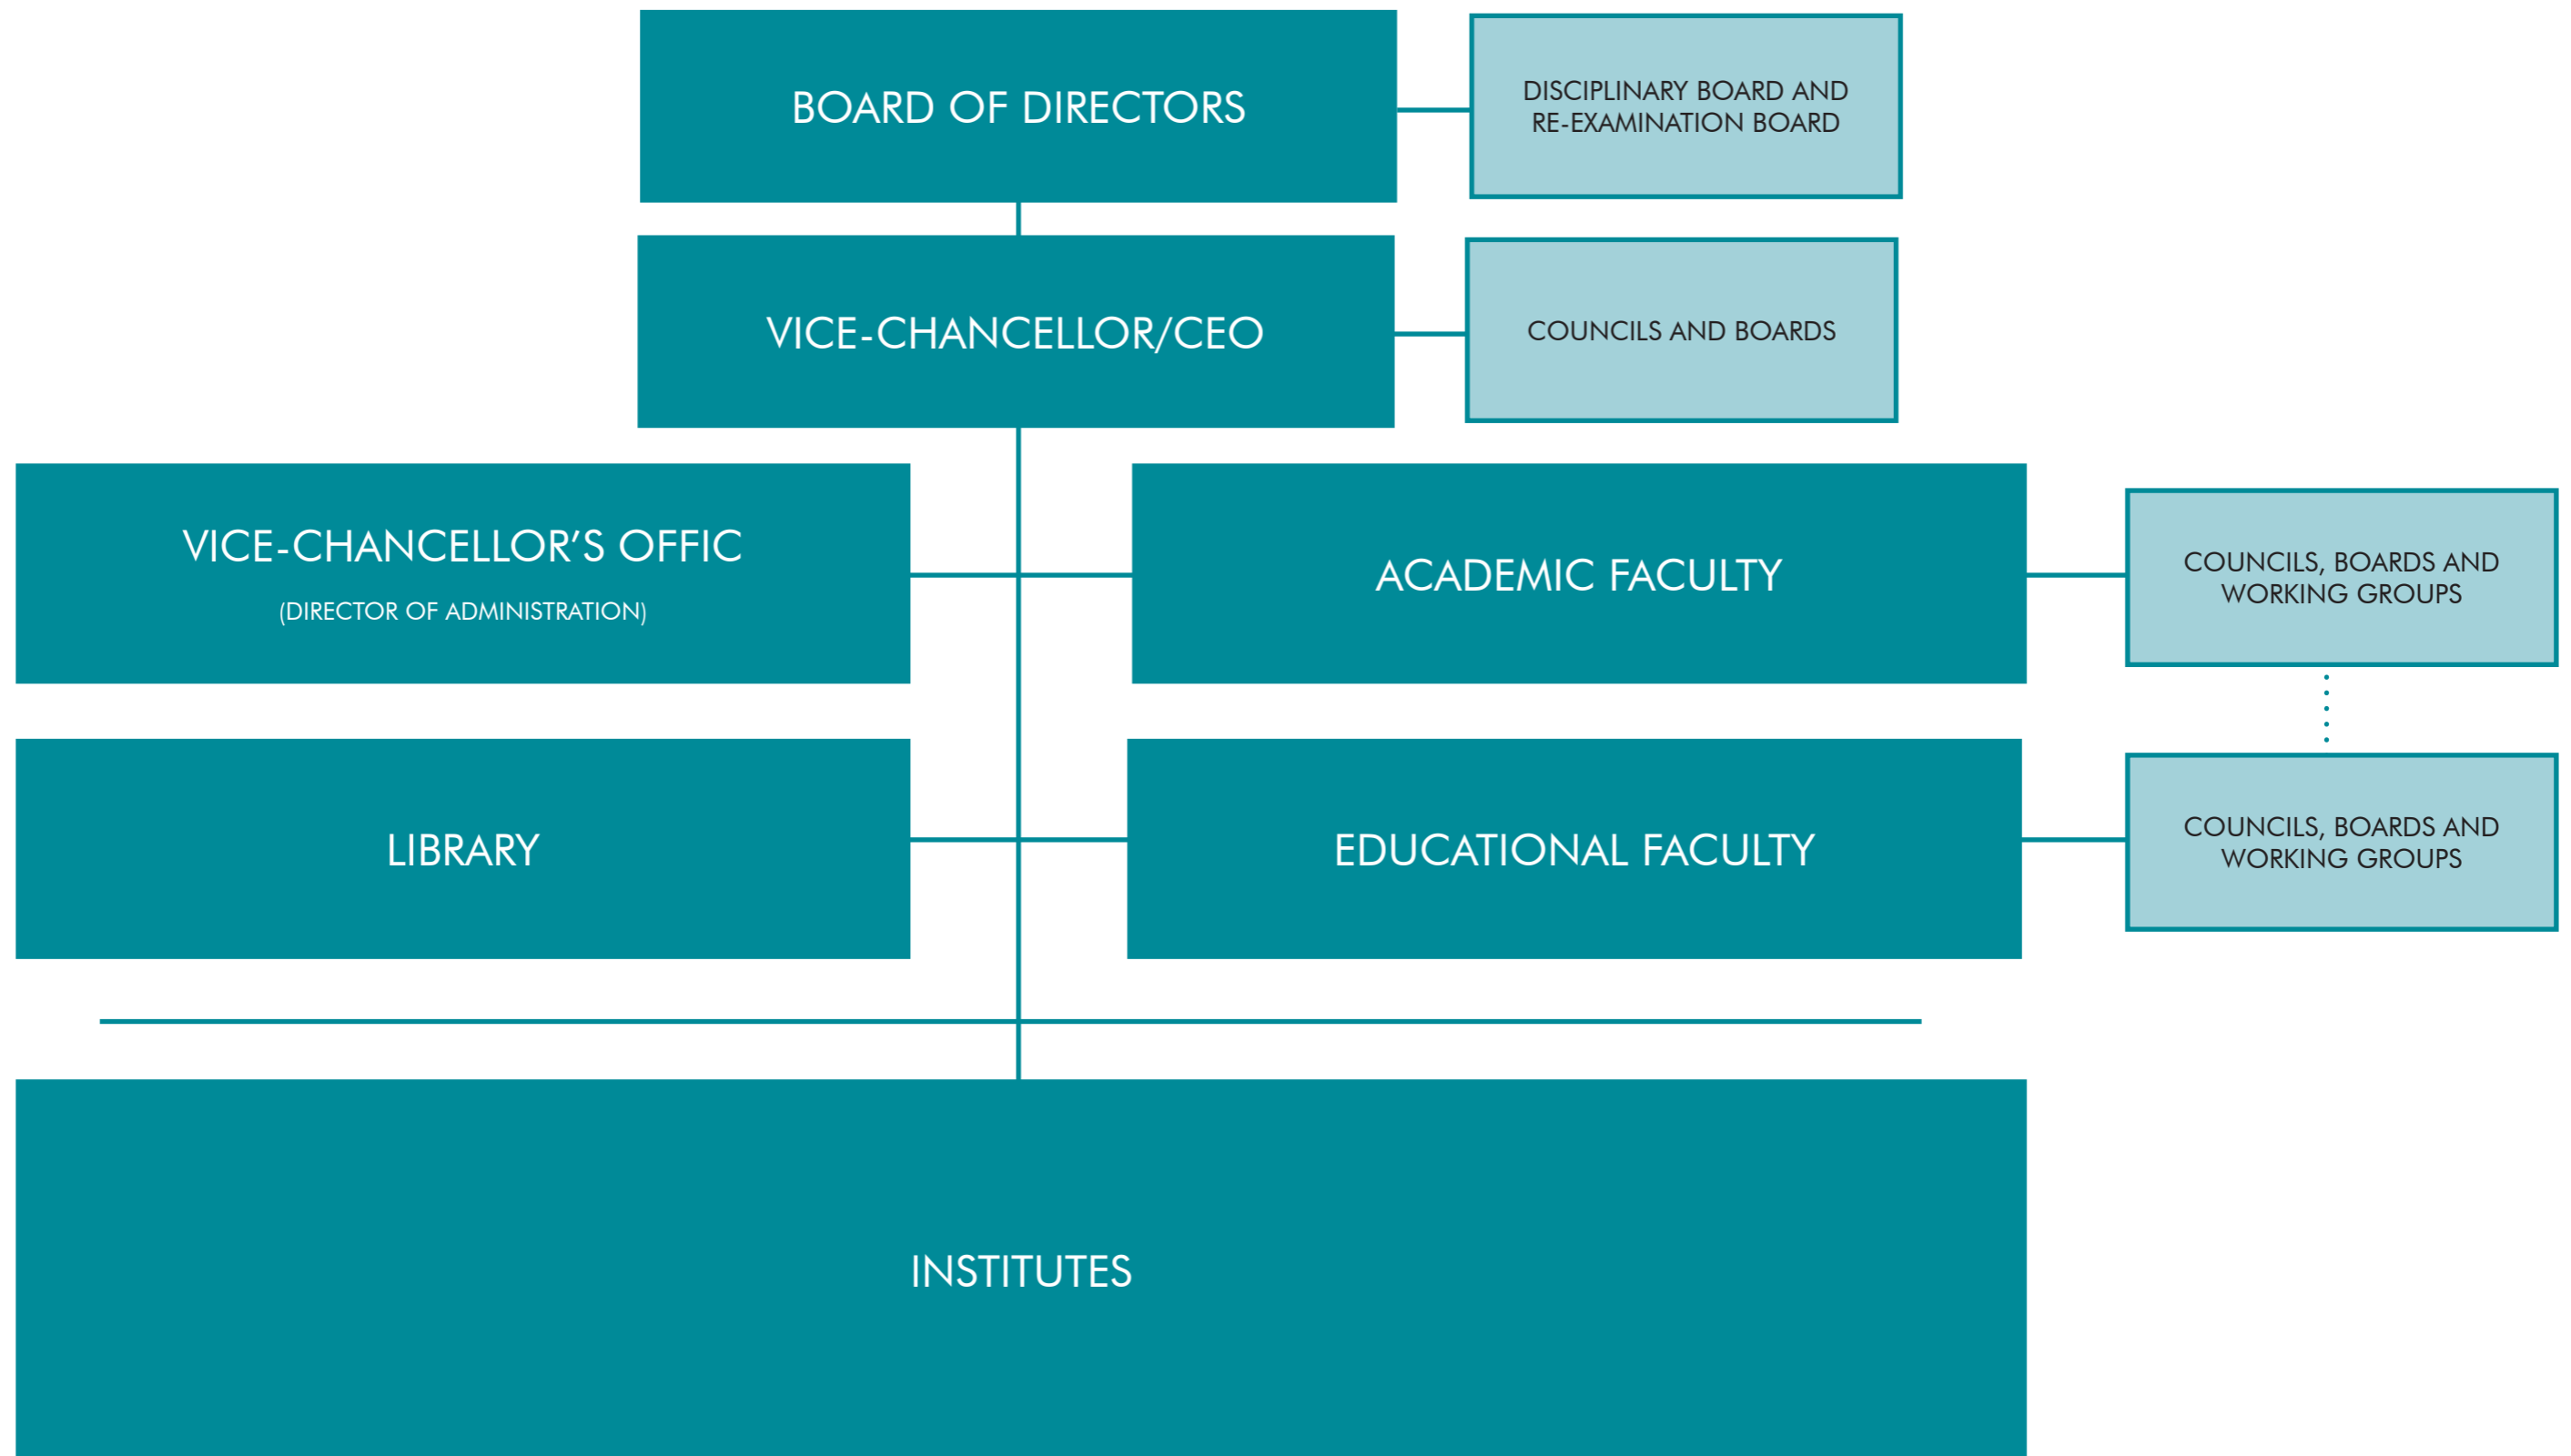 BOARD OF DIRECTORS
DISCIPLINARY BOARD AND
RE-EXAMINATION BOARD
VICE-CHANCELLOR/CEO
COUNCILS AND BOARDS
VICE-CHANCELLOR’S OFFIC
(DIRECTOR OF ADMINISTRATION)
ACADEMIC FACULTY
COUNCILS, BOARDS AND
WORKING GROUPS
LIBRARY
EDUCATIONAL FACULTY
COUNCILS, BOARDS AND
WORKING GROUPS
INSTITUTES